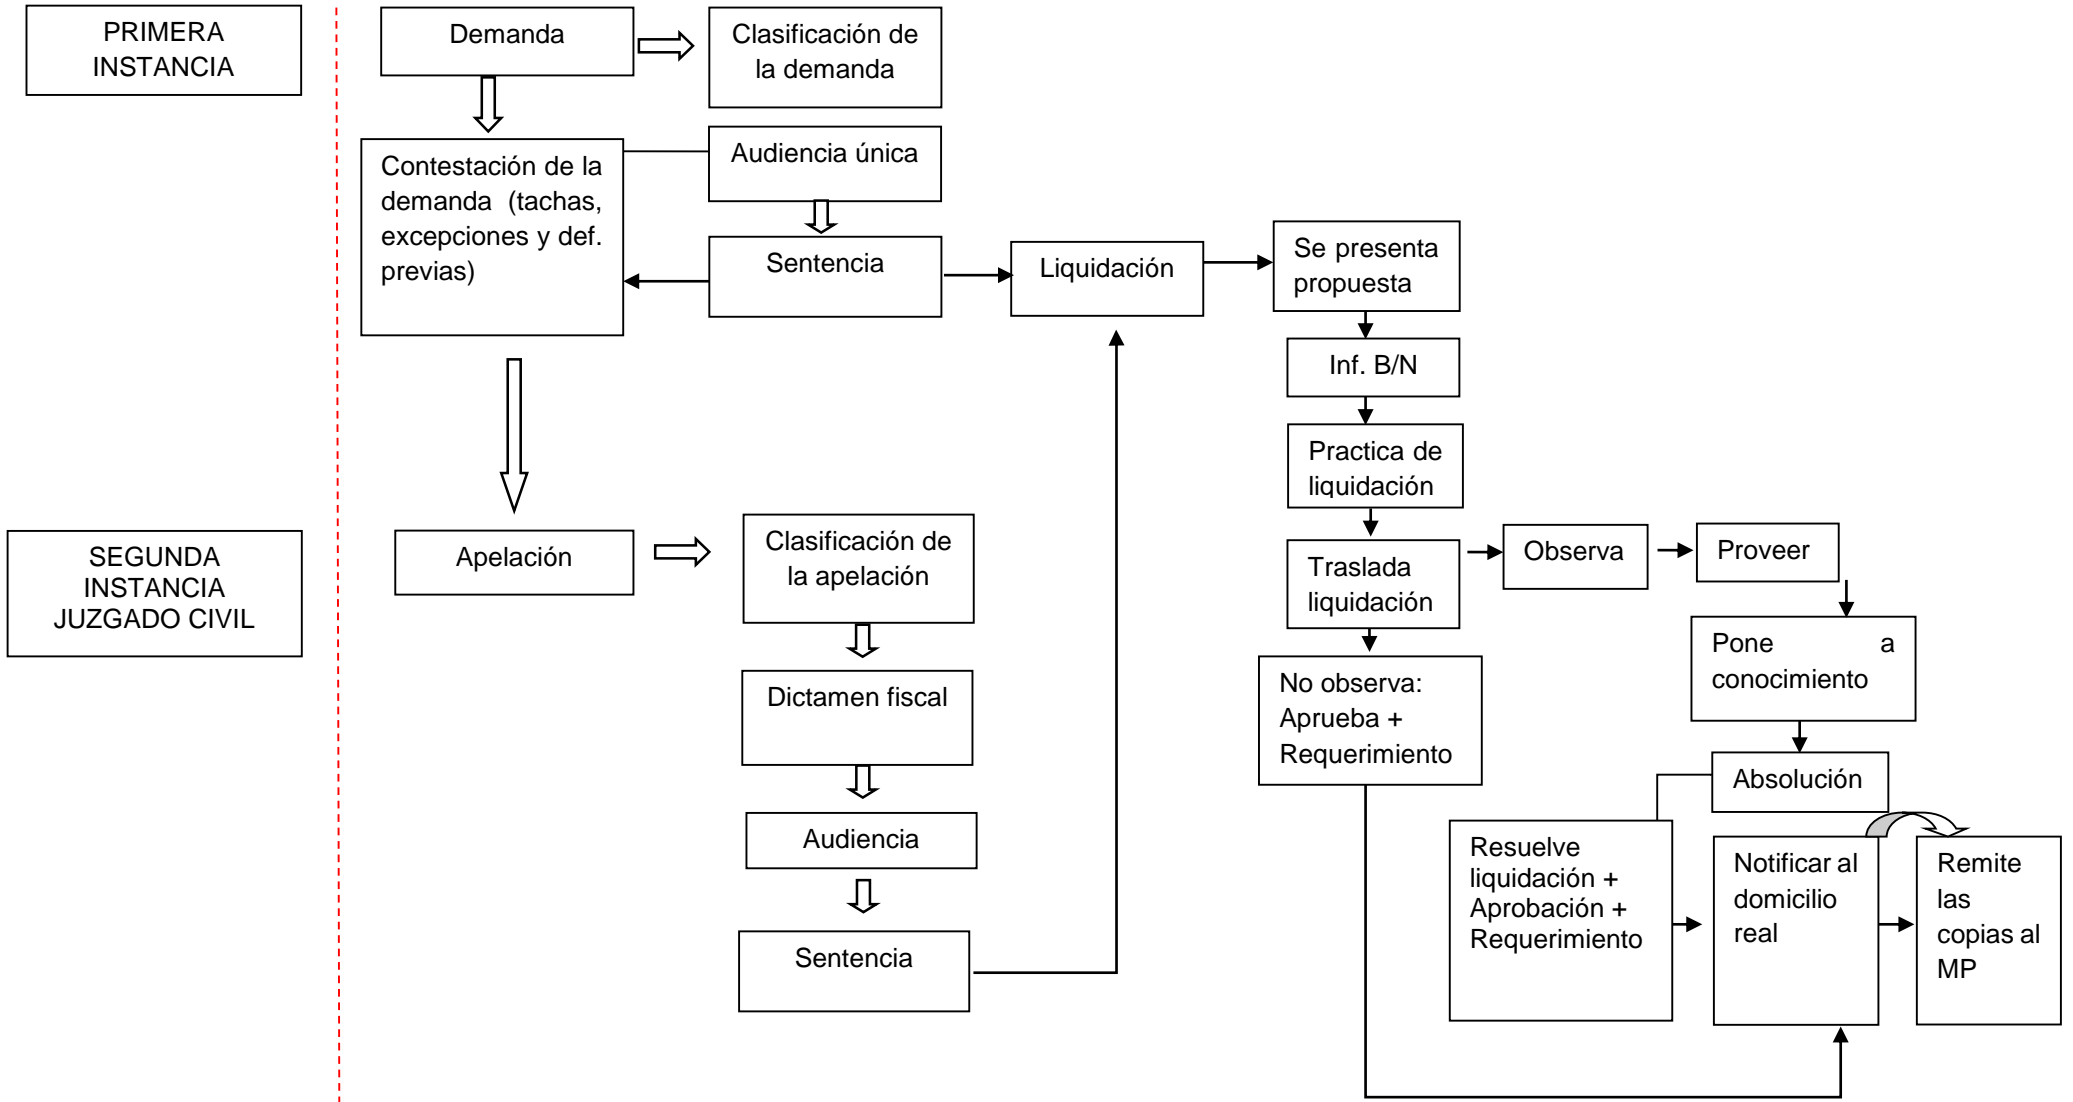 PRIMERA
INSTANCIA
Demanda
Clasificación de
la demanda
Contestación de la
demanda (tachas,
excepciones y def.
previas)
Audiencia única
Sentencia
Liquidación
Se presenta
propuesta
Inf. B/N
Practica de
liquidación
SEGUNDA
INSTANCIA
JUZGADO CIVIL
Apelación
Clasificación de
la apelación
Dictamen fiscal
Audiencia
Sentencia
Traslada
liquidación
Observa
Proveer
No observa:
Aprueba +
Requerimiento
Pone a
conocimiento
Absolución
Resuelve
liquidación +
Aprobación +
Requerimiento
Notificar al
domicilio
real
Remite
las
copias al
MP